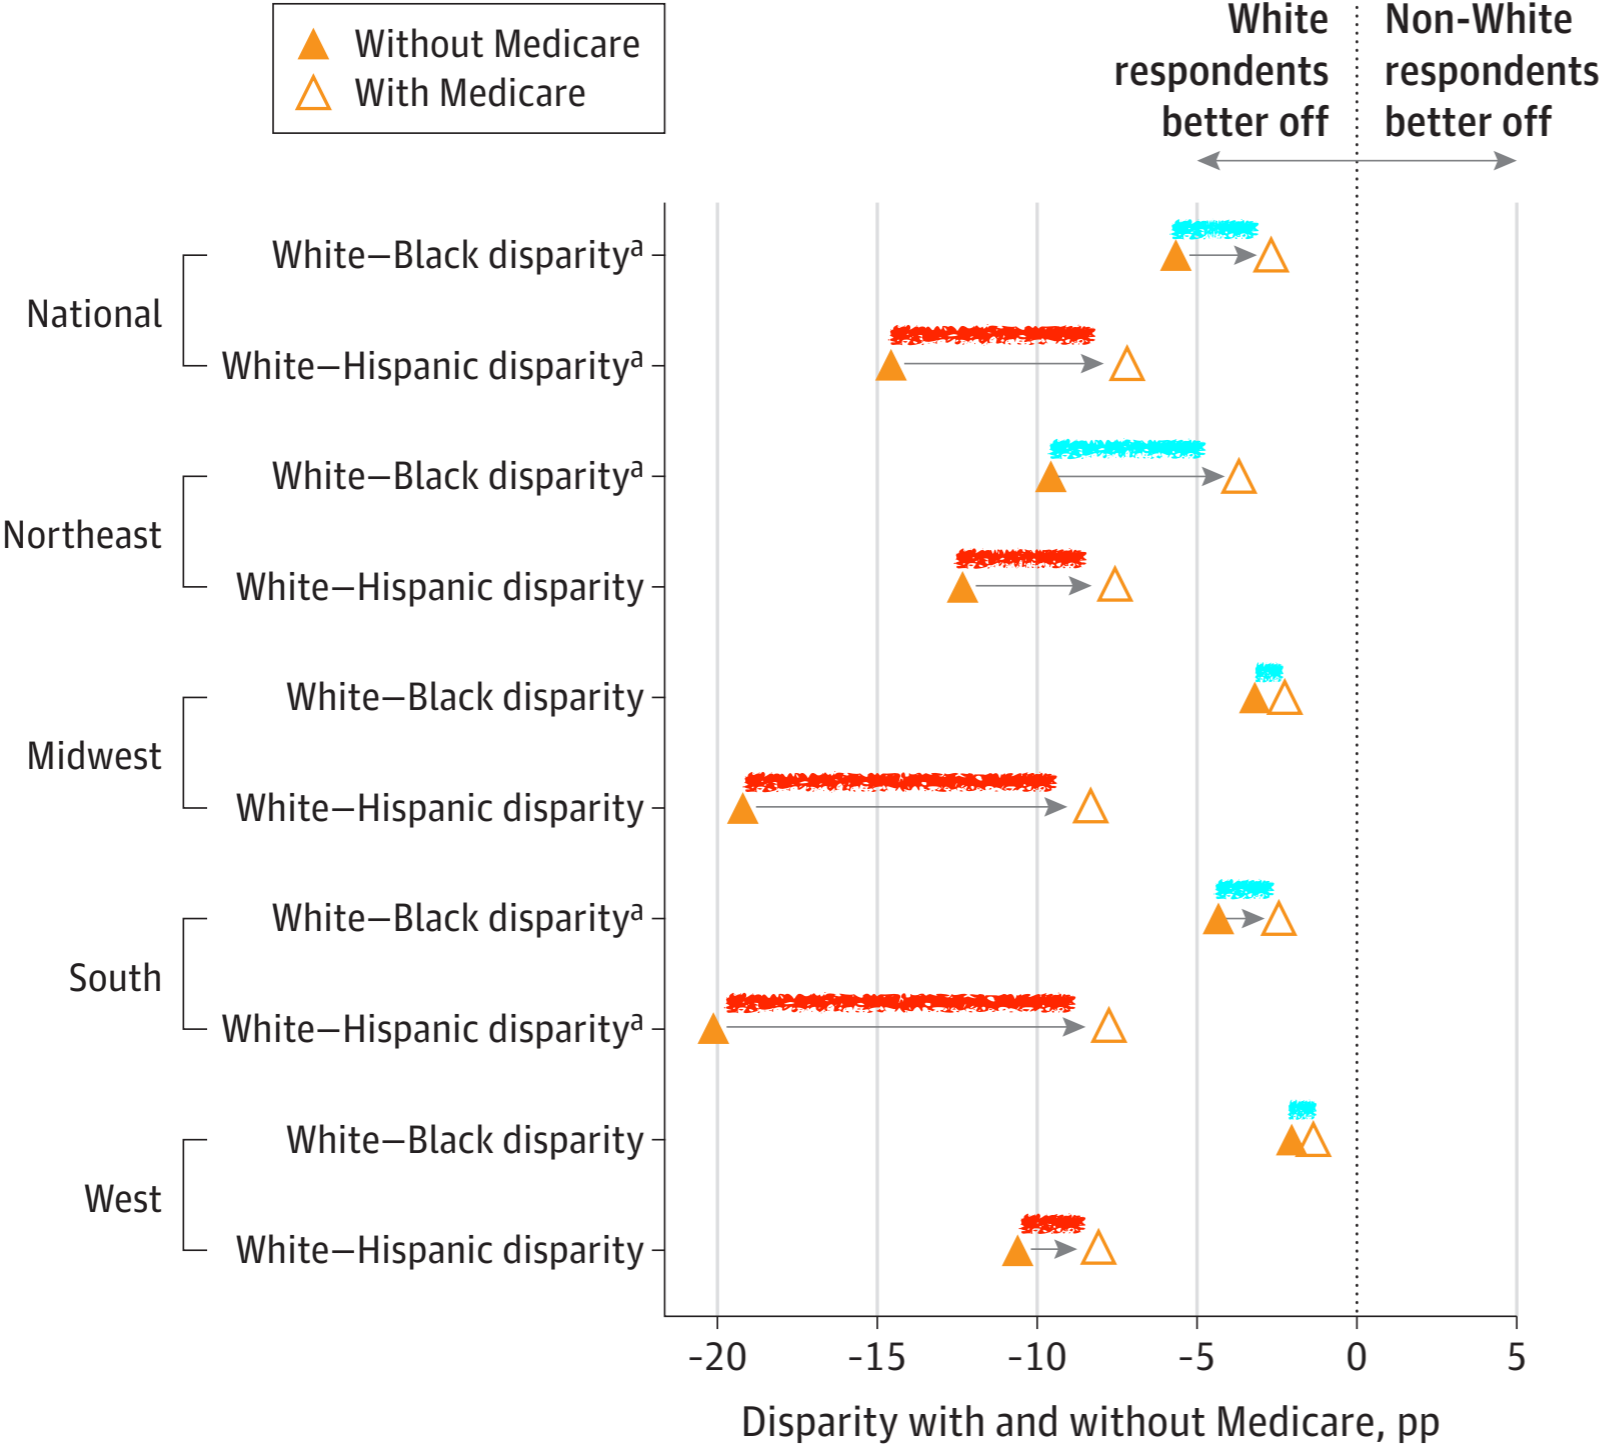 Without Medicare
With Medicare
White
respondents
better off
Non-White
respondents
better off
National
White–Black disparityᵃ
White–Hispanic disparityᵃ
Northeast
White–Black disparityᵃ
White–Hispanic disparity
Midwest
White–Black disparity
White–Hispanic disparity
South
White–Black disparityᵃ
White–Hispanic disparityᵃ
West
White–Black disparity
White–Hispanic disparity
-20 -15 -10 -5 0 5
Disparity with and without Medicare, pp